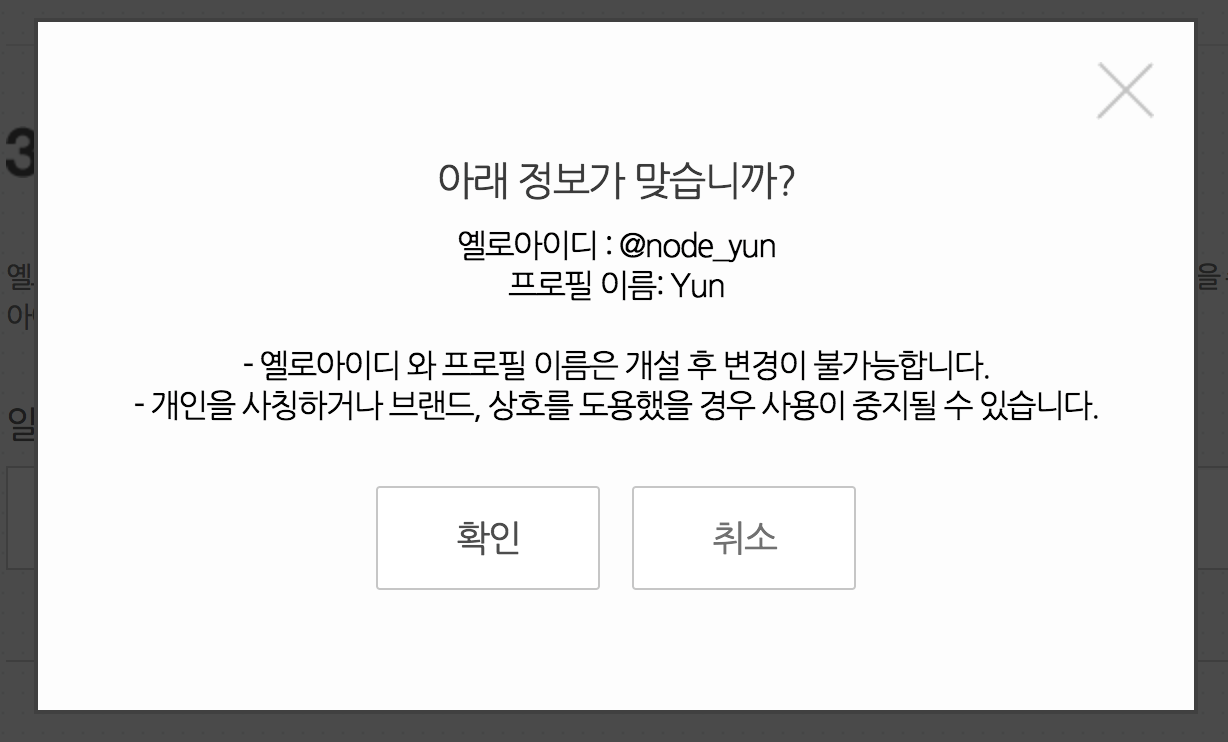 아래 정보가 맞습니까?
옐로아이디 : @node_yun
프로필 이름: Yun
- 옐로아이디 와 프로필 이름은 개설 후 변경이 불가능합니다.
- 개인을 사칭하거나 브랜드, 상호를 도용했을 경우 사용이 중지될 수 있습니다.
확인
취소
3
을
일